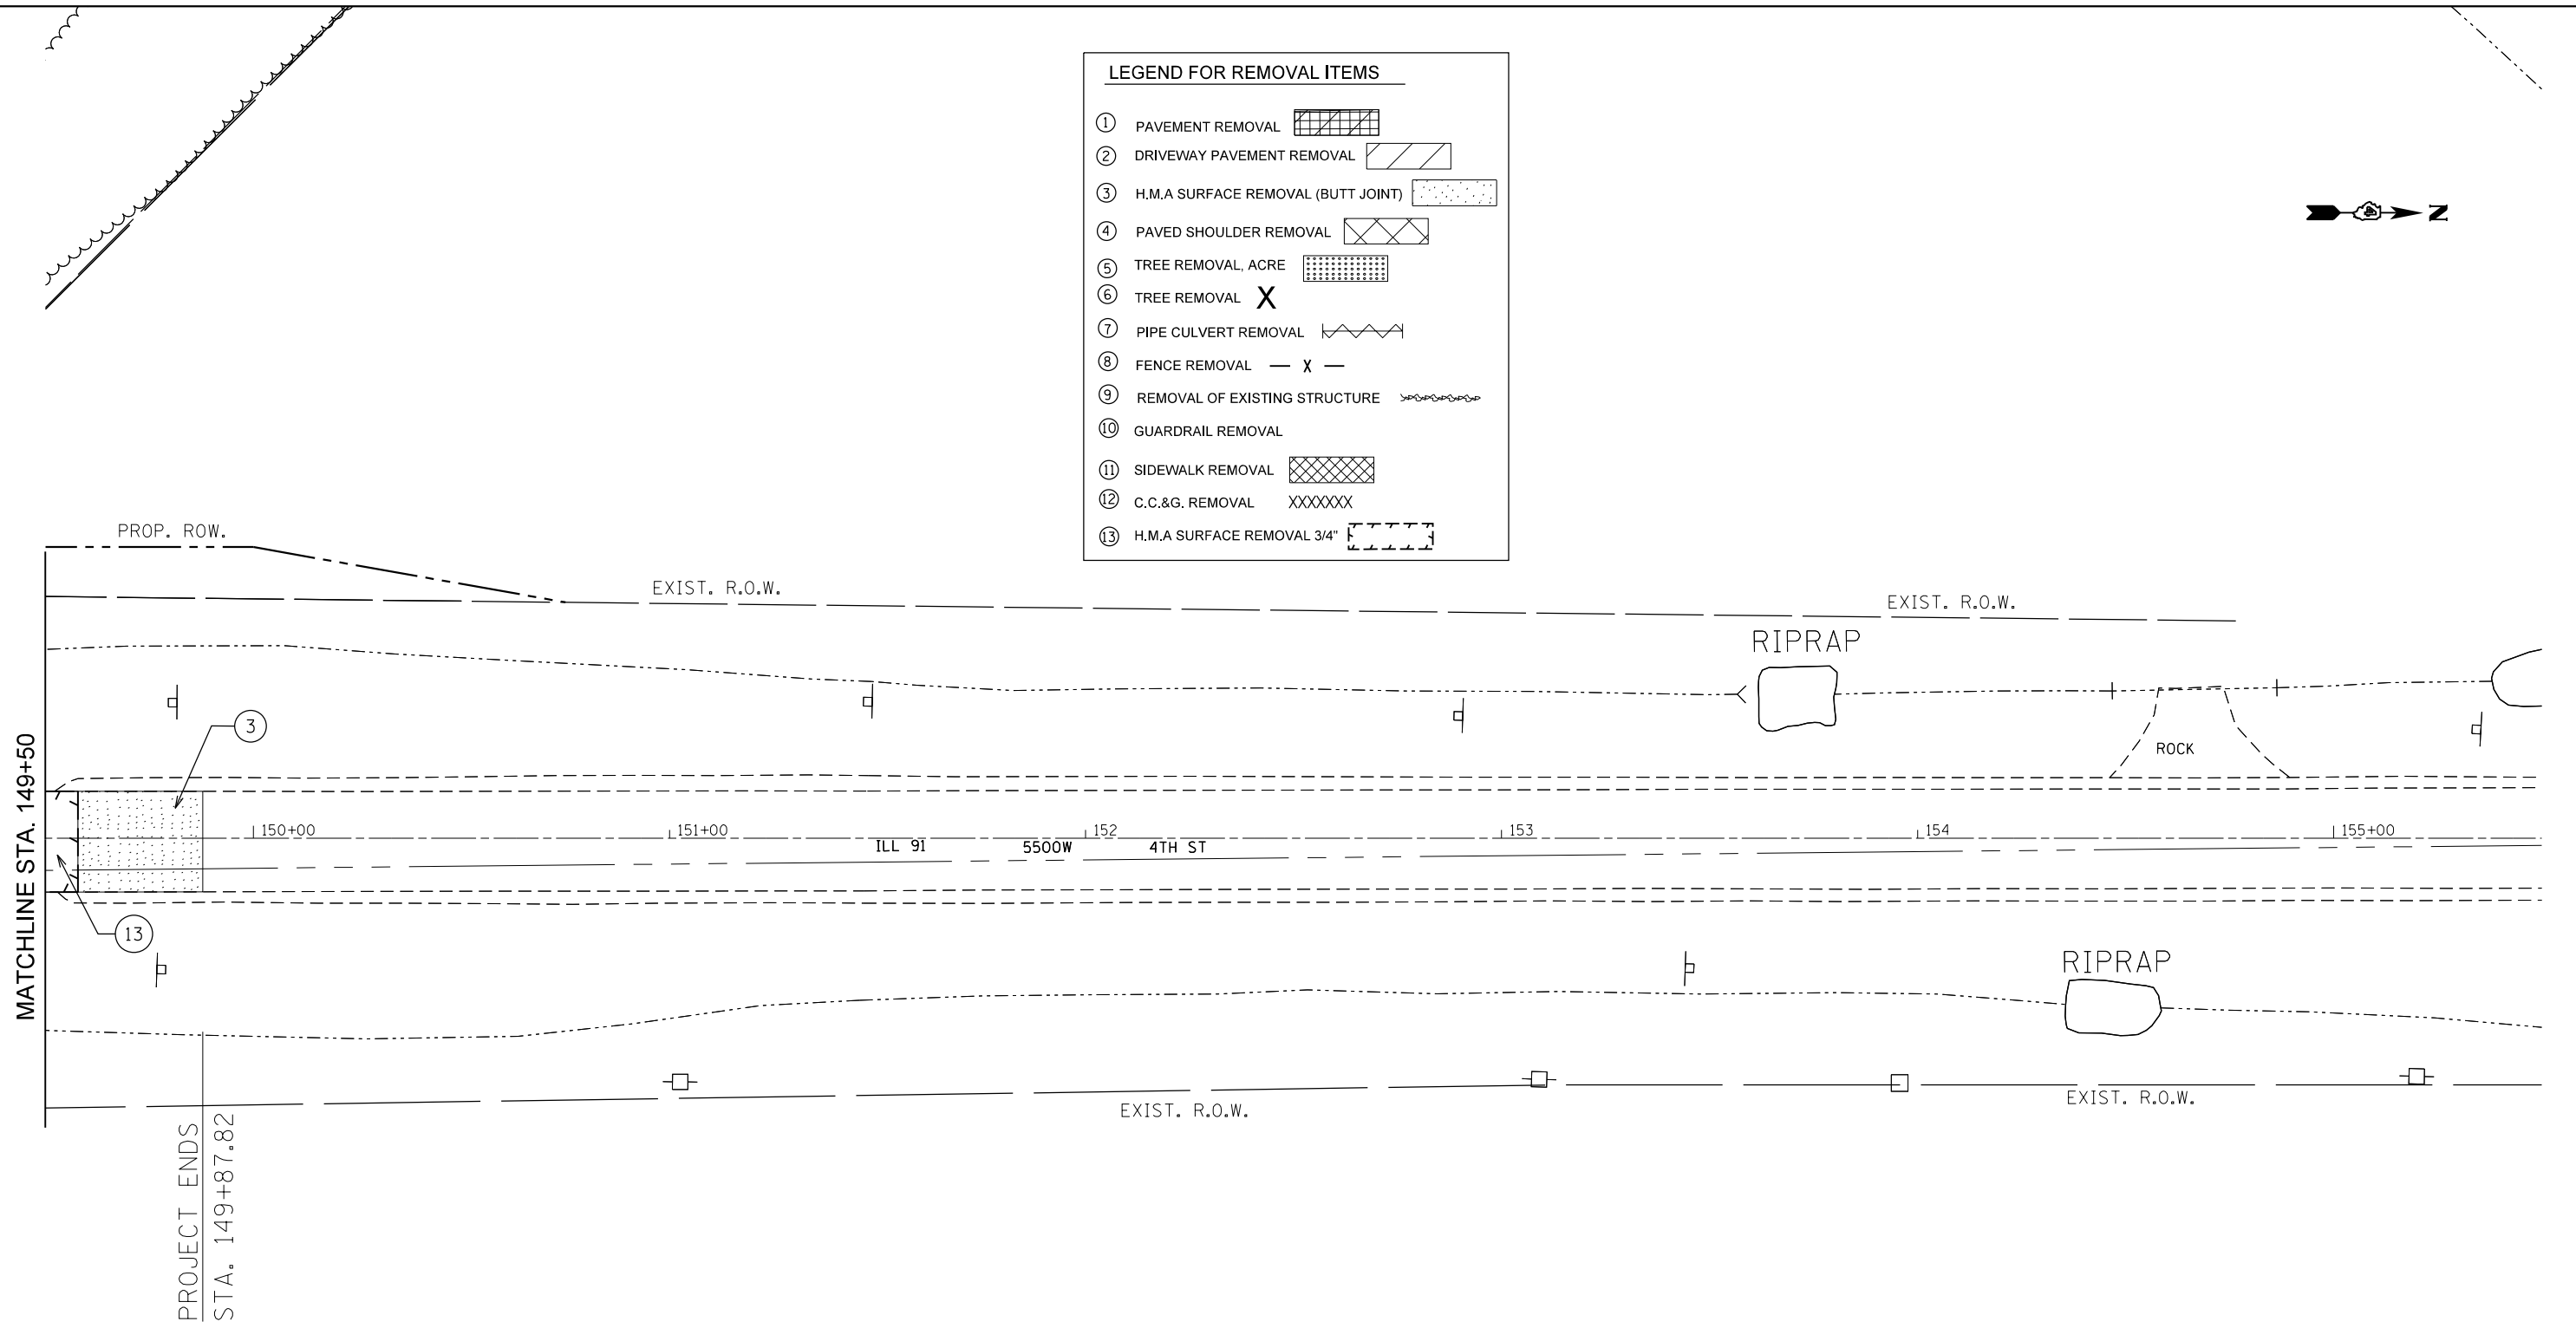 LEGEND FOR REMOVAL ITEMS
1 PAVEMENT REMOVAL
2 DRIVEWAY PAVEMENT REMOVAL
3 H.M.A SURFACE REMOVAL (BUTT JOINT)
4 PAVED SHOULDER REMOVAL
5 TREE REMOVAL, ACRE
6 TREE REMOVAL X
7 PIPE CULVERT REMOVAL
8 FENCE REMOVAL — X —
9 REMOVAL OF EXISTING STRUCTURE
10 GUARDRAIL REMOVAL
11 SIDEWALK REMOVAL
12 C.C.&G. REMOVAL XXXXXXX
13 H.M.A SURFACE REMOVAL 3/4"
N
PROP. ROW.
EXIST. R.O.W.
EXIST. R.O.W.
RIPRAP
3
ROCK
MATCHLINE STA. 149+50
150+00
151+00
152
153
154
155+00
ILL 91 5500W 4TH ST
13
RIPRAP
EXIST. R.O.W.
EXIST. R.O.W.
PROJECT ENDS
STA. 149+87.82